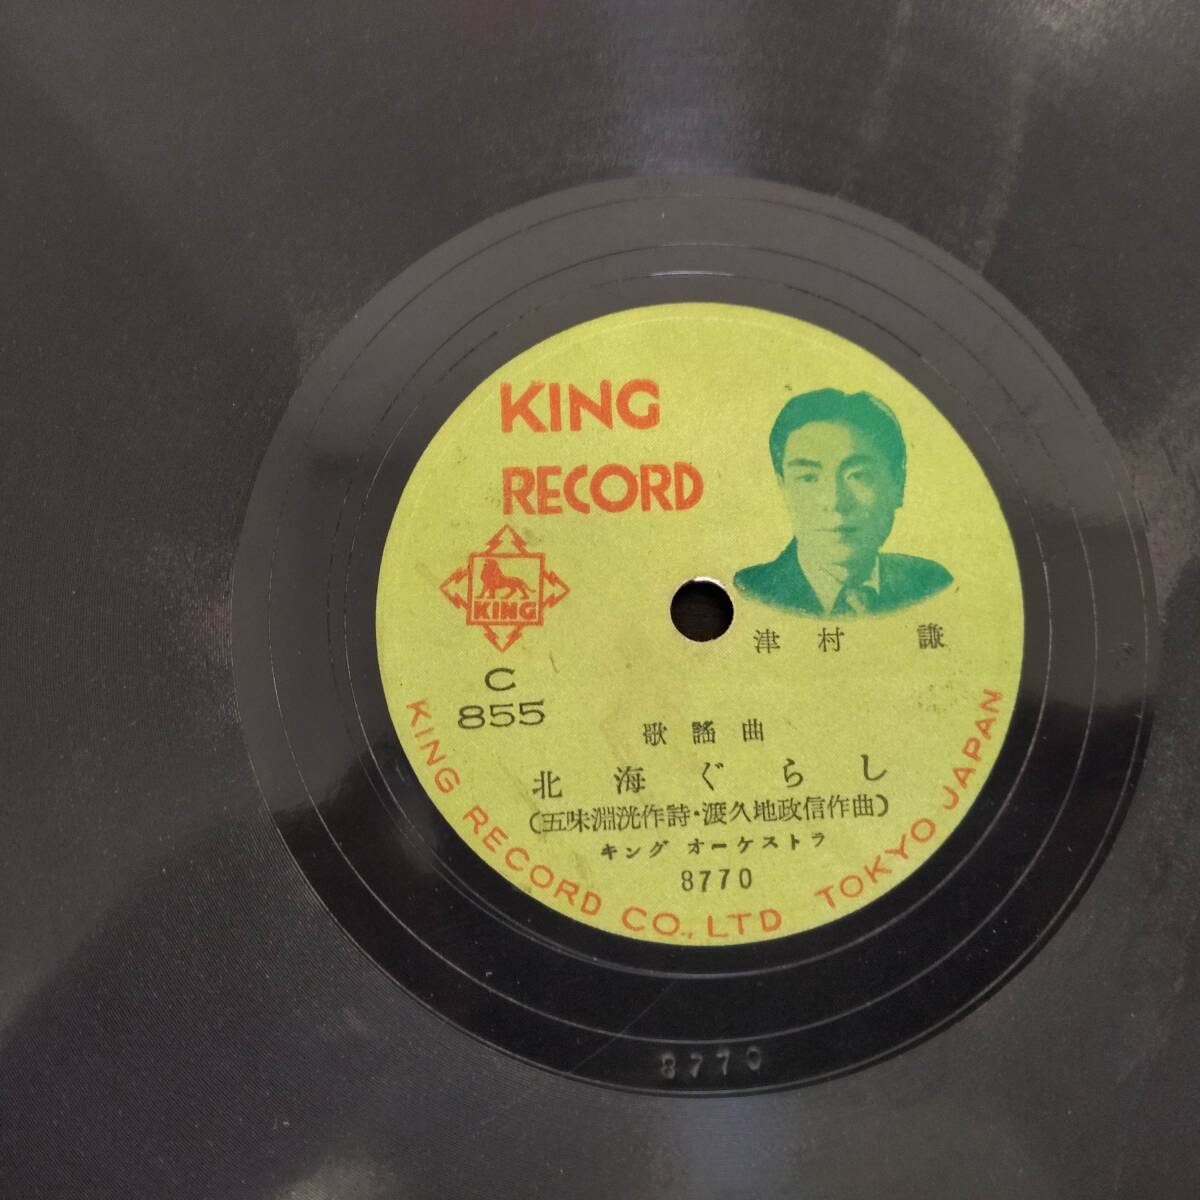 KING
RECORD
KING
津村 謙
C
855
歌謡曲
北海ぐらし
(五味淵洸作詩・渡久地政信作曲)
キング オーケストラ
8770
KING RECORD CO., LTD TOKYO JAPAN
8770